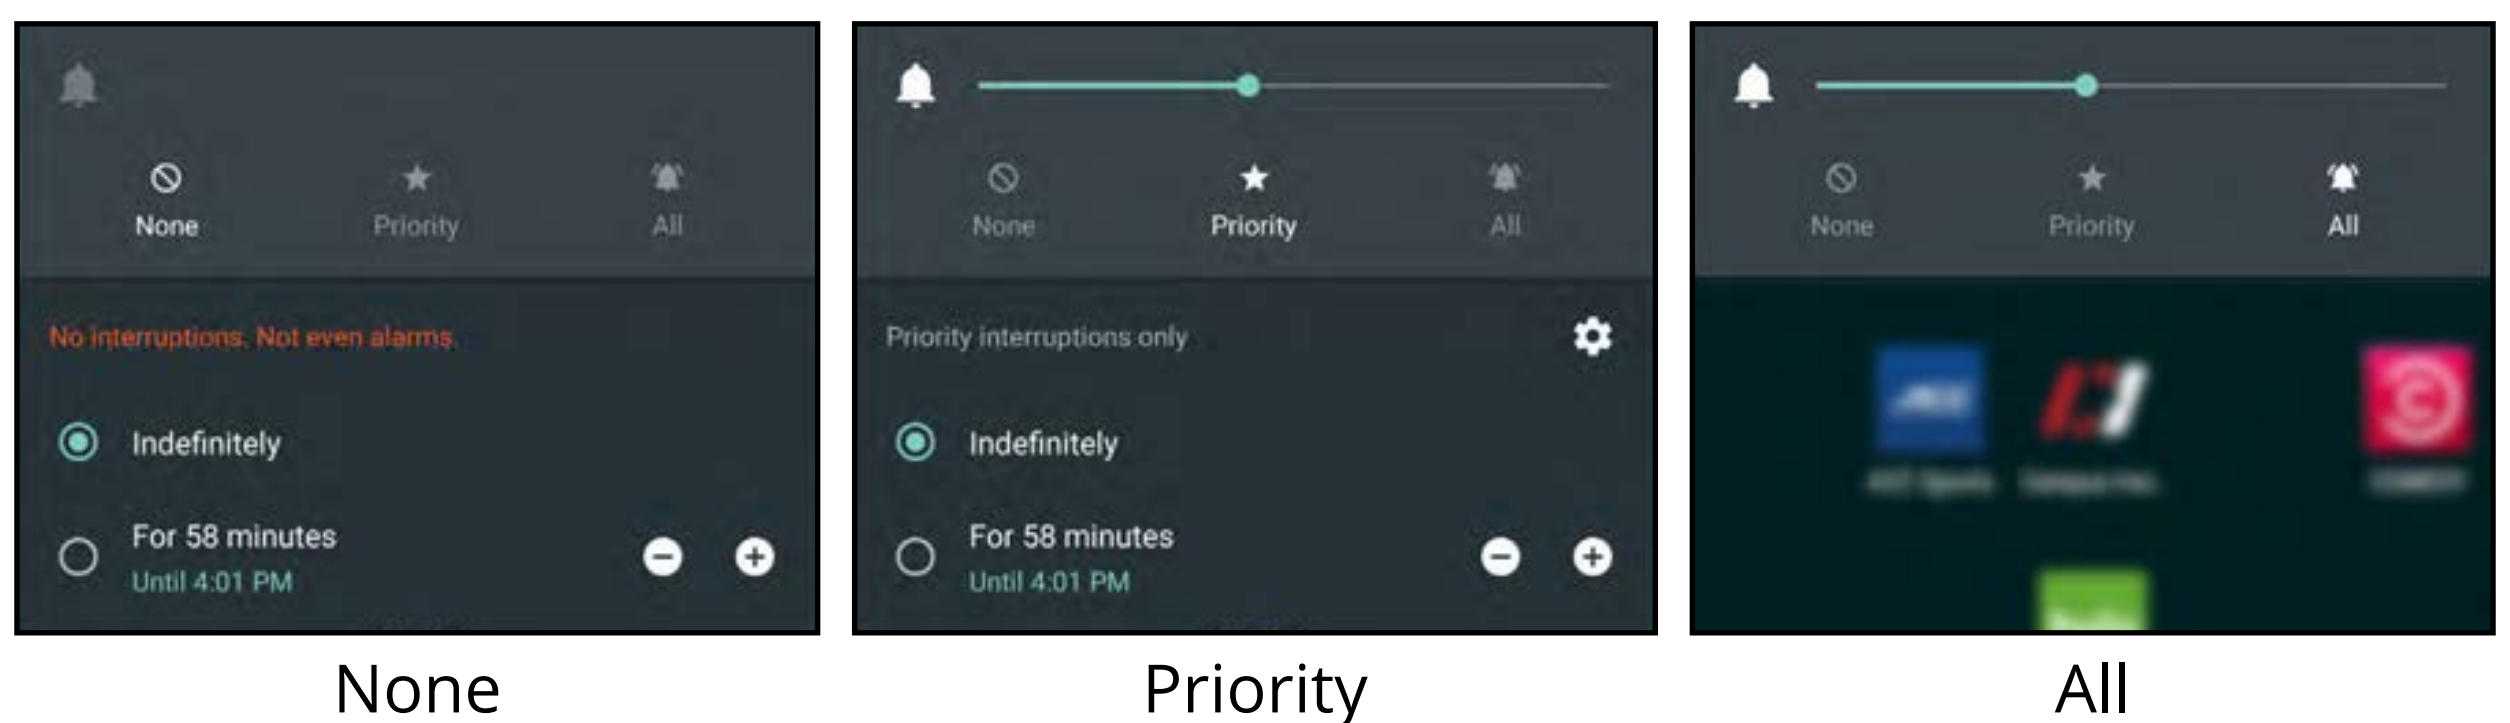 None
Priority
All
No interruptions. Not even alarms.
Indefinitely
For 58 minutes
Until 4:01 PM
None
None
Priority
All
Priority interruptions only
Indefinitely
For 58 minutes
Until 4:01 PM
Priority
None
Priority
All
All